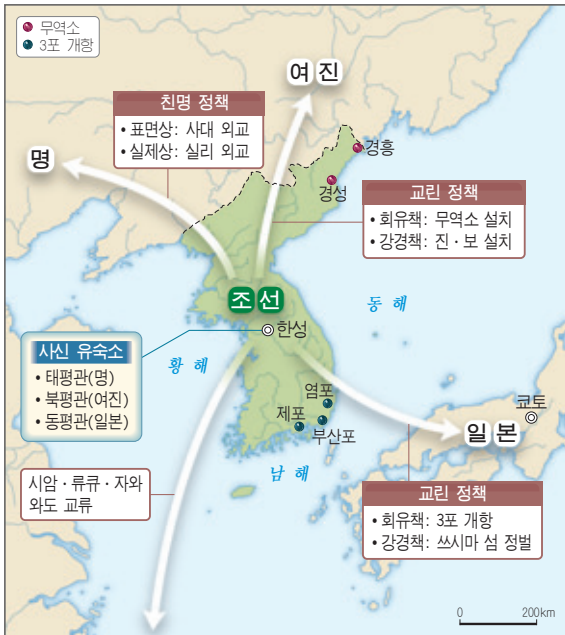 무역소
3포 개항
여진
친명 정책
• 표면상: 사대 외교
• 실제상: 실리 외교
명
경흥
경성
교린 정책
• 회유책: 무역소 설치
• 강경책: 진·보 설치
조선
동해
한성
사신 유숙소
• 태평관(명)
• 북평관(여진)
• 동평관(일본)
황해
염포
제포
부산포
코토
일본
남해
시암·류큐·자와
와도 교류
교린 정책
• 회유책: 3포 개항
• 강경책: 쓰시마 섬 정벌
0 200km